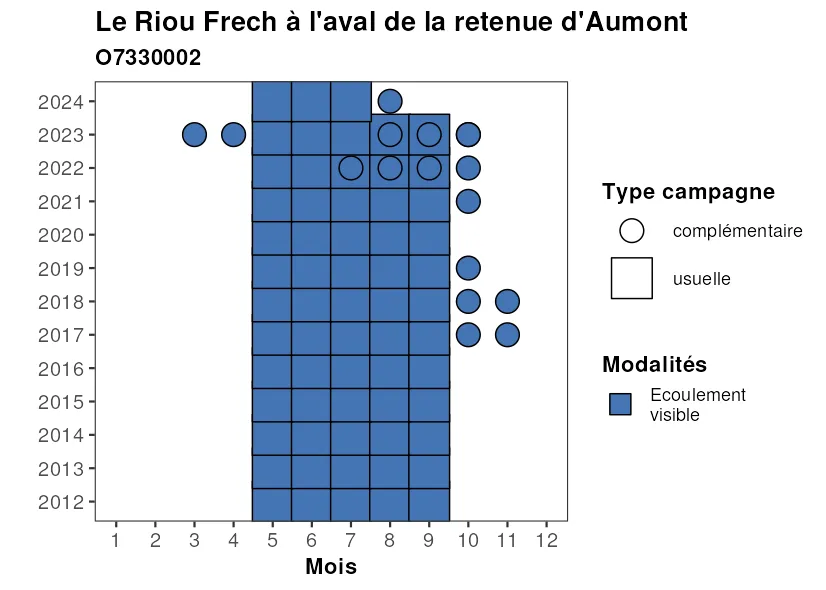 Le Riou Frech à l'aval de la retenue d'Aumont
O7330002
2024
2023
2022
2021
2020
2019
2018
2017
2016
2015
2014
2013
2012
1 2 3 4 5 6 7 8 9 10 11 12
Mois
Type campagne
complémentaire
usuelle
Modalités
Ecoulement
visible